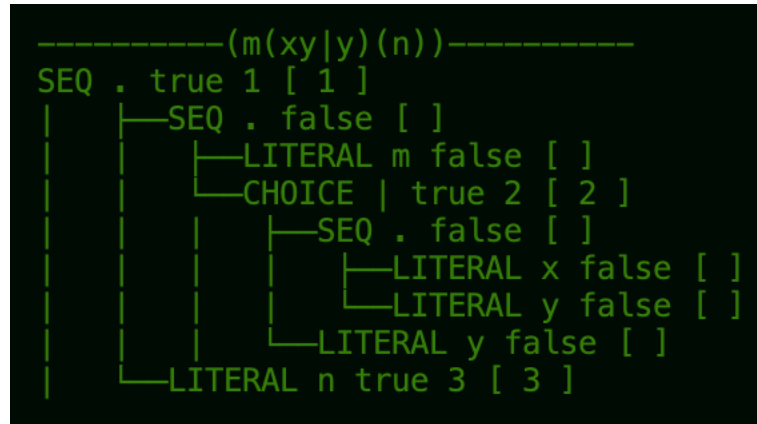 ----------(m(xy|y)(n))----------
SEQ . true 1 [ 1 ]
|    ├──SEQ . false [ ]
|    |    ├──LITERAL m false [ ]
|    |    └──CHOICE | true 2 [ 2 ]
|    |    |    ├──SEQ . false [ ]
|    |    |    |    ├──LITERAL x false [ ]
|    |    |    |    └──LITERAL y false [ ]
|    |    |    └──LITERAL y false [ ]
|    └──LITERAL n true 3 [ 3 ]